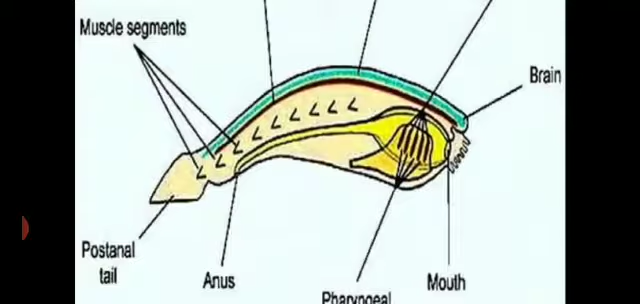 Muscle segments
Brain
Postanal
tail
Anus
Mouth
Pharyngeal